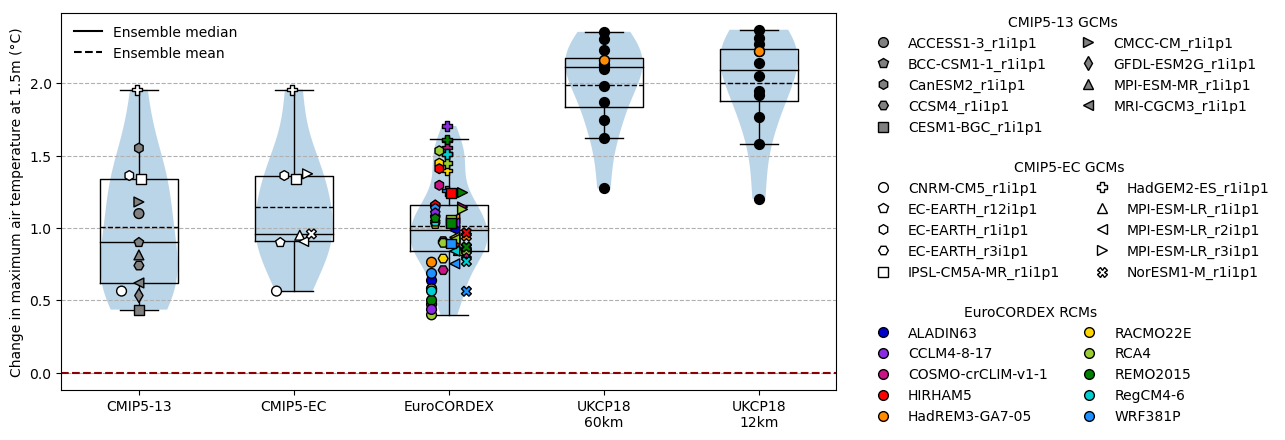 Change in maximum air temperature at 1.5m (°C)
2.0
1.5
1.0
0.5
0.0
Ensemble median
Ensemble mean
CMIP5-13
CMIP5-EC
EuroCORDEX
UKCP18
60km
UKCP18
12km
CMIP5-13 GCMs
ACCESS1-3_r1i1p1
BCC-CSM1-1_r1i1p1
CanESM2_r1i1p1
CCSM4_r1i1p1
CESM1-BGC_r1i1p1
CMCC-CM_r1i1p1
GFDL-ESM2G_r1i1p1
MPI-ESM-MR_r1i1p1
MRI-CGCM3_r1i1p1
CMIP5-EC GCMs
CNRM-CM5_r1i1p1
EC-EARTH_r12i1p1
EC-EARTH_r1i1p1
EC-EARTH_r3i1p1
IPSL-CM5A-MR_r1i1p1
HadGEM2-ES_r1i1p1
MPI-ESM-LR_r1i1p1
MPI-ESM-LR_r2i1p1
MPI-ESM-LR_r3i1p1
NorESM1-M_r1i1p1
EuroCORDEX RCMs
ALADIN63
CCLM4-8-17
COSMO-crCLIM-v1-1
HIRHAM5
HadREM3-GA7-05
RACMO22E
RCA4
REMO2015
RegCM4-6
WRF381P